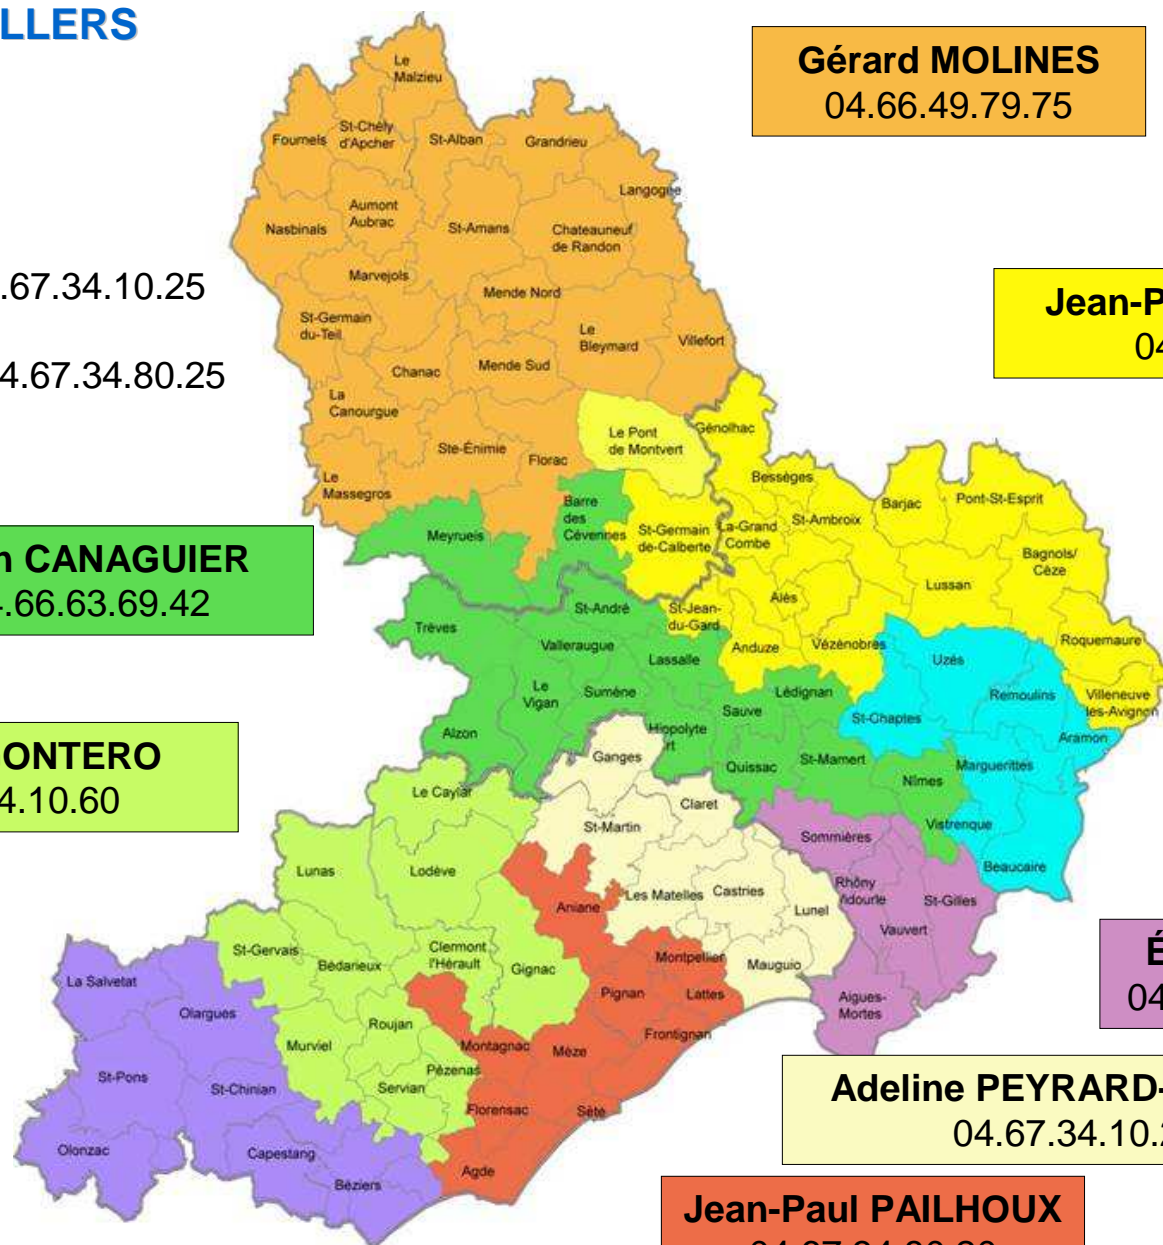 LLERS
Gérard MOLINES
04.66.49.79.75
.67.34.10.25
4.67.34.80.25
Jean-P
04
n CANAGUIER
.66.63.69.42
ONTERO
4.10.60
É
04
Adeline PEYRARD-
04.67.34.10.2
Jean-Paul PAILHOUX
Le
Malzieu
Fournels
St-Chély
d'Apcher
St-Alban
Grandrieu
Langogne
Nasbinals
Aumont
Aubrac
St-Amans
Chateauneuf
de Randon
Marvejols
Mende Nord
St-Germain
du-Teil
Le
Bleymard
Villefort
Chanac
Mende Sud
La
Canourgue
Ste-Énimie
Florac
Le Pont
de Montvert
Génolhac
Le
Massegros
Barre
des
Cévennes
Meyrueis
St-Germain
de-Calberte
Bessèges
La-Grand
Combe
St-Ambroix
Barjac
Pont-St-Esprit
Bagnols/
Cèze
Lussan
Alès
St-Jean-
du-Gard
Anduze
Vézénobres
Roquemaure
Villeneuve
les-Avignon
Trèves
St-André
Valleraugue
Lassalle
Le
Vigan
Sumène
Alzon
Hippolyte
rt
Sauve
Lédignan
Quissac
St-Mamert
Nîmes
Vistrenque
Uzès
Remoulins
St-Chaptes
Aramon
Marguerittes
Beaucaire
Ganges
Claret
St-Martin
Les Matelles
Castries
Lunel
Mauguio
Sommières
Rhôny
Vidourle
St-Gilles
Vauvert
Aigues-
Mortes
Le Caylar
Lunas
Lodève
St-Gervais
Bédarieux
Clermont
l'Hérault
Gignac
Roujan
Murviel
Servian
Pézenas
Aniane
Montpellier
Pignan
Lattes
Frontignan
Montagnac
Mèze
Florensac
Sète
Agde
La Salvetat
Olargues
St-Pons
St-Chinian
Olonzac
Capestang
Béziers